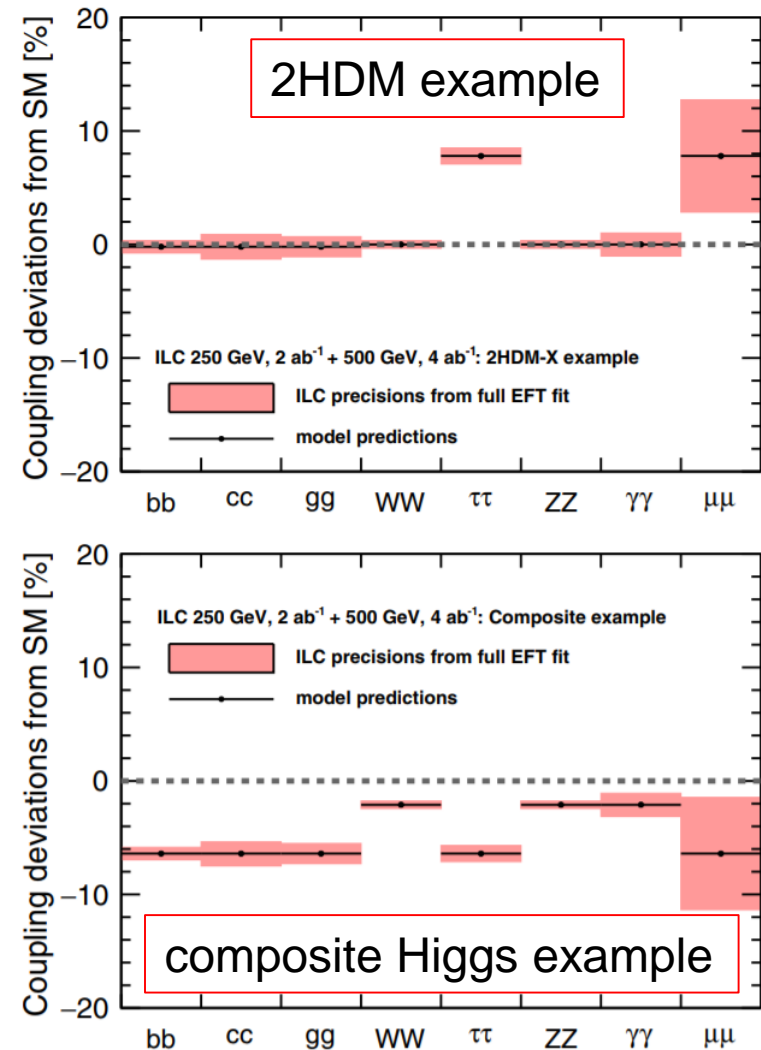 Coupling deviations from SM [%]
20
10
0
−10
−20
2HDM example
ILC 250 GeV, 2 ab⁻¹ + 500 GeV, 4 ab⁻¹: 2HDM-X example
ILC precisions from full EFT fit
model predictions
bb cc gg WW ττ ZZ γγ μμ
Coupling deviations from SM [%]
20
10
0
−10
−20
ILC 250 GeV, 2 ab⁻¹ + 500 GeV, 4 ab⁻¹: Composite example
ILC precisions from full EFT fit
model predictions
composite Higgs example
bb cc gg WW ττ ZZ γγ μμ